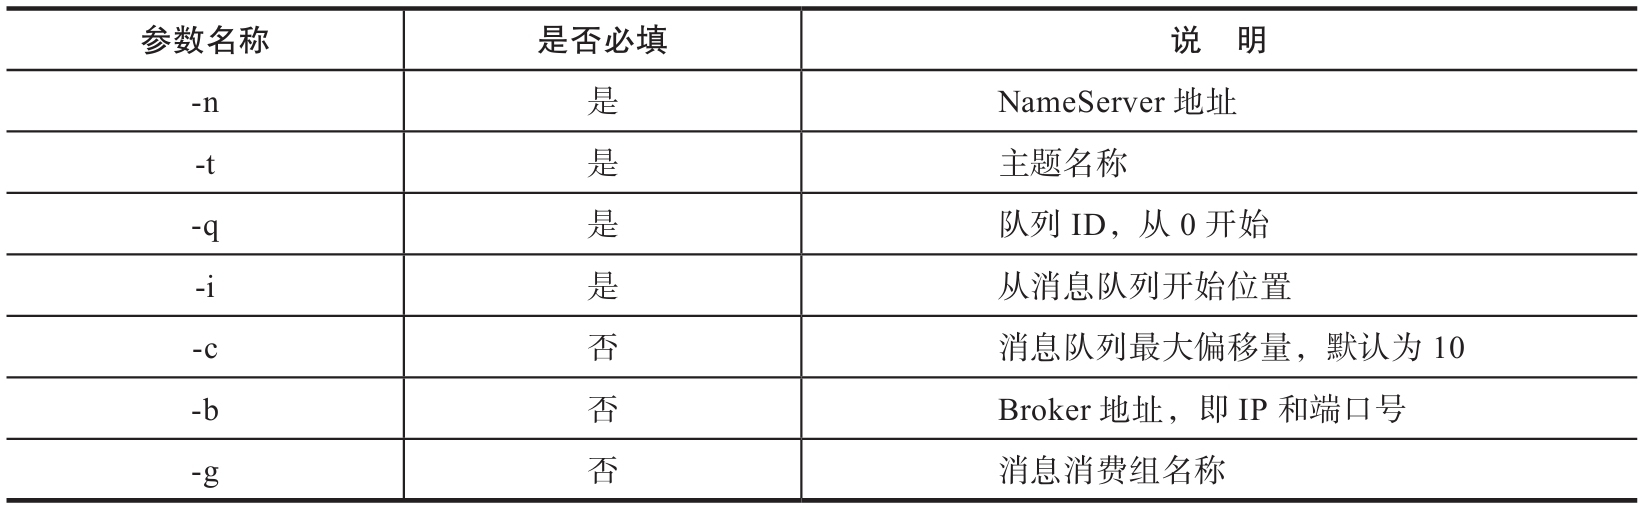 参数名称 是否必填 说 明
-n 是 NameServer 地址
-t 是 主题名称
-q 是 队列 ID，从 0 开始
-i 是 从消息队列开始位置
-c 否 消息队列最大偏移量，默认为 10
-b 否 Broker 地址，即 IP 和端口号
-g 否 消息消费组名称